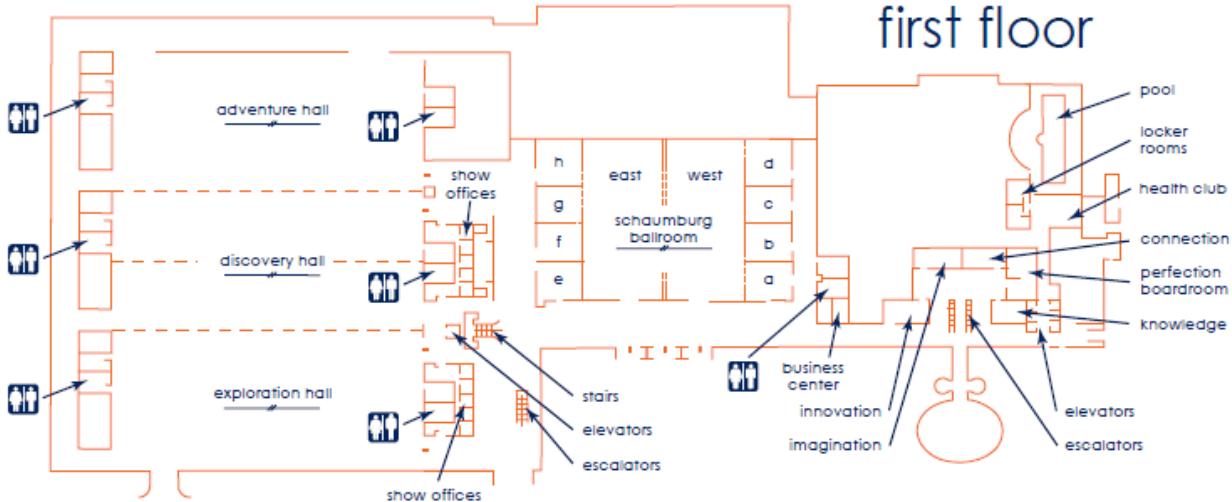 first floor
adventure hall
show
offices
discovery hall
exploration hall
show offices
stairs
elevators
escalators
h
g
f
e
east
west
schaumburg
ballroom
d
c
b
a
pool
locker
rooms
health club
connection
perfection
boardroom
knowledge
business
center
innovation
imagination
elevators
escalators